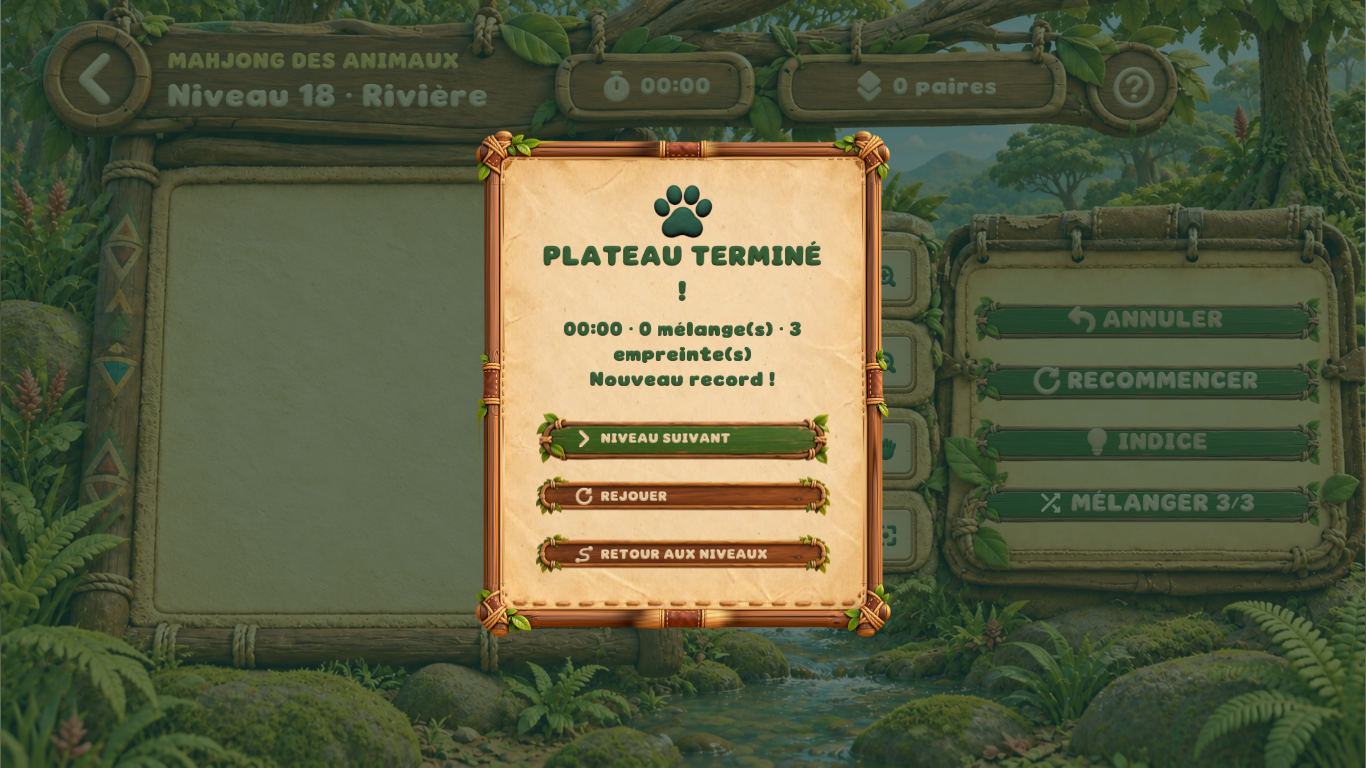 MAHJONG DES ANIMAUX
Niveau 18 · Rivière
00:00
0 paires
?
PLATEAU TERMINÉ
!
00:00 · 0 mélange(s) · 3
empreinte(s)
Nouveau record !
NIVEAU SUIVANT
REJOUER
RETOUR AUX NIVEAUX
ANNULER
RECOMMENCER
INDICE
MÉLANGER 3/3